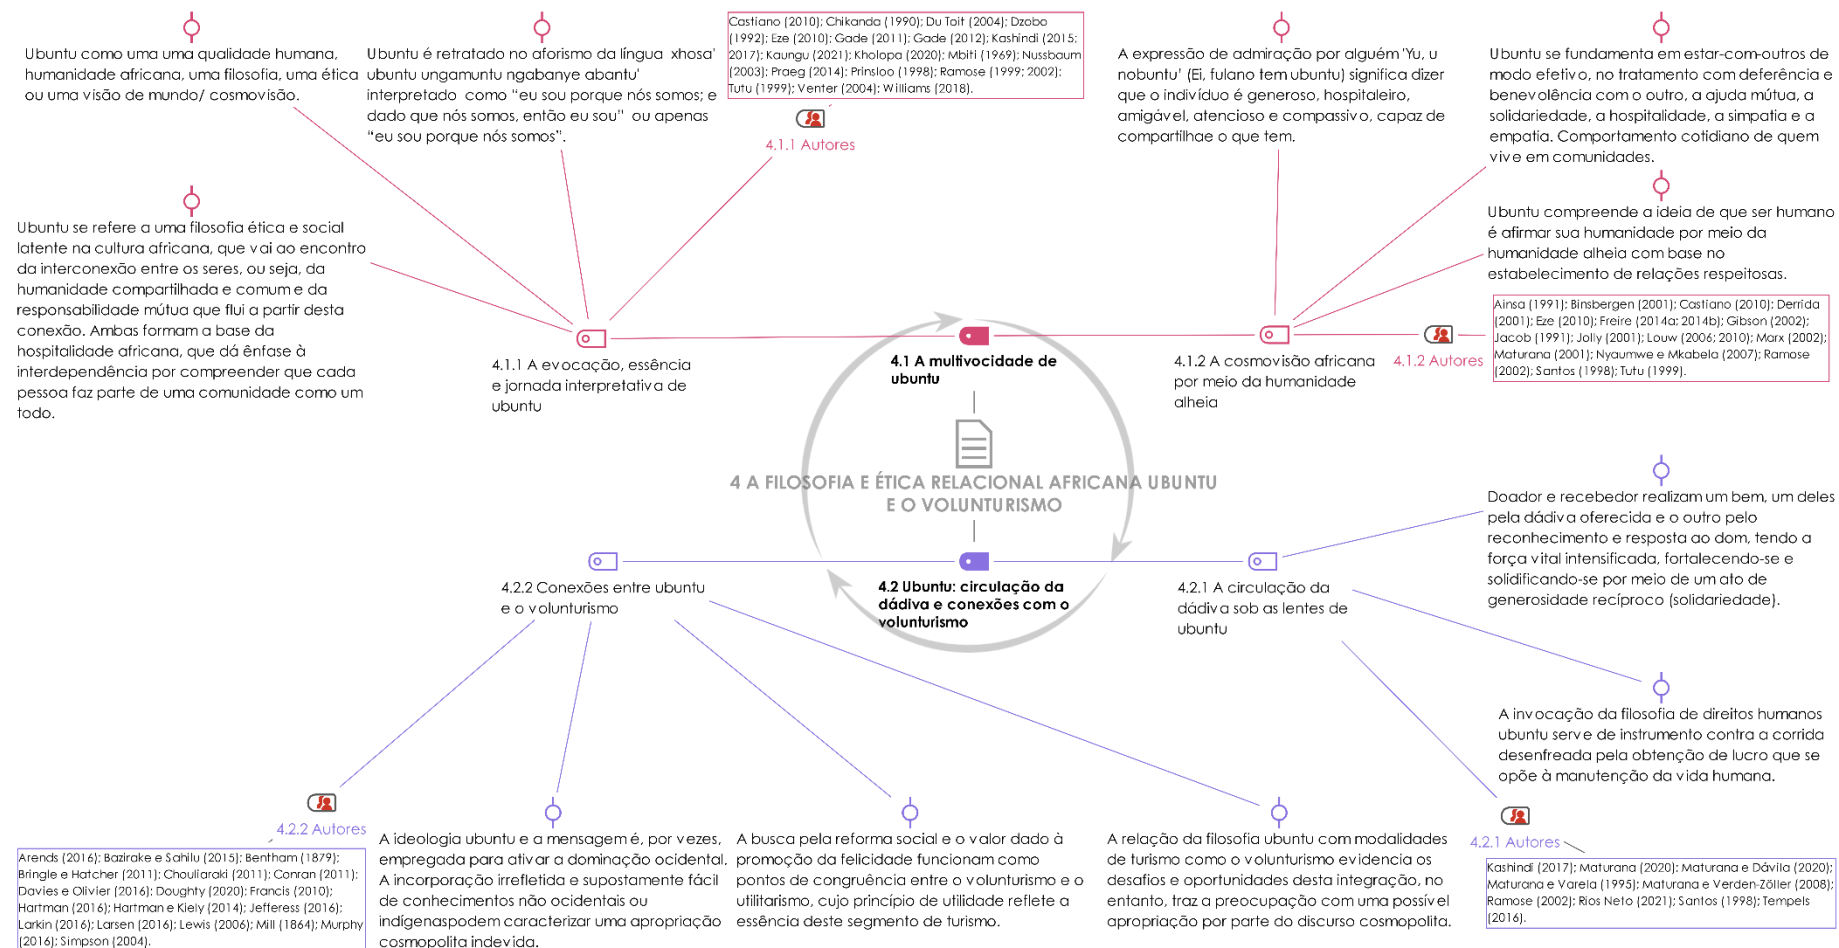 Ubuntu como uma uma qualidade humana,
humanidade africana, uma filosofia, uma ética
ou uma visão de mundo/ cosmovisão.
Ubuntu é retratado no aforismo da língua xhosa'
ubuntu ungamuntu ngabanye abantu'
interpretado como "eu sou porque nós somos; e
dado que nós somos, então eu sou" ou apenas
"eu sou porque nós somos".
Castiano (2010); Chikanda (1990); Du Toit (2004); Dzobo
(1992); Eze (2010); Gade (2011); Gade (2012); Kashindi (2015;
2017); Kaungu (2021); Kholopa (2020); Mbiti (1969); Nussbaum
(2003); Praeg (2014); Prinsloo (1998); Ramose (1999; 2002);
Tutu (1999); Venter (2004); Williams (2018).
4.1.1 Autores
A expressão de admiração por alguém 'Yu, u
nobuntu' (Ei, fulano tem ubuntu) significa dizer
que o indivíduo é generoso, hospitaleiro,
amigável, atencioso e compassivo, capaz de
compartilhae o que tem.
Ubuntu se fundamenta em estar-com-outros de
modo efetivo, no tratamento com deferência e
benevolência com o outro, a ajuda mútua, a
solidariedade, a hospitalidade, a simpatia e a
empatia. Comportamento cotidiano de quem
vive em comunidades.
Ubuntu se refere a uma filosofia ética e social
latente na cultura africana, que vai ao encontro
da interconexão entre os seres, ou seja, da
humanidade compartilhada e comum e da
responsabilidade mútua que flui a partir desta
conexão. Ambas formam a base da
hospitalidade africana, que dá ênfase à
interdependência por compreender que cada
pessoa faz parte de uma comunidade como um
todo.
Ubuntu compreende a ideia de que ser humano
é afirmar sua humanidade por meio da
humanidade alheia com base no
estabelecimento de relações respeitosas.
4.1.1 A evocação, essência
e jornada interpretativa de
ubuntu
4.1 A multivocidade de
ubuntu
4.1.2 A cosmovisão africana
por meio da humanidade
alheia
4.1.2 Autores
Ainsa (1991); Binsbergen (2001); Castiano (2010); Derrida
(2001); Eze (2010); Freire (2014a; 2014b); Gibson (2002);
Jacob (1991); Jolly (2001); Louw (2006; 2010); Marx (2002);
Maturana (2001); Nyaumwe e Mkabela (2007); Ramose
(2002); Santos (1998); Tutu (1999).
4 A FILOSOFIA E ÉTICA RELACIONAL AFRICANA UBUNTU
E O VOLUNTURISMO
4.2.2 Conexões entre ubuntu
e o volunturismo
4.2 Ubuntu: circulação da
dádiva e conexões com o
volunturismo
4.2.1 A circulação da
dádiva sob as lentes de
ubuntu
Doador e recebedor realizam um bem, um deles
pela dádiva oferecida e o outro pelo
reconhecimento e resposta ao dom, tendo a
força vital intensificada, fortalecendo-se e
solidificando-se por meio de um ato de
generosidade recíproco (solidariedade).
A invocação da filosofia de direitos humanos
ubuntu serve de instrumento contra a corrida
desenfreada pela obtenção de lucro que se
opõe à manutenção da vida humana.
4.2.2 Autores
Arends (2016); Bazirake e Sahilu (2015); Bentham (1879);
Bringle e Hatcher (2011); Chouliaraki (2011); Conran (2011);
Davies e Olivier (2016); Doughty (2020); Francis (2010);
Hartman (2016); Hartman e Kiely (2014); Jefferess (2016);
Larkin (2016); Larsen (2016); Lewis (2006); Mill (1864); Murphy
(2016); Simpson (2004).
A ideologia ubuntu e a mensagem é, por vezes,
empregada para ativar a dominação ocidental.
A incorporação irrefletida e supostamente fácil
de conhecimentos não ocidentais ou
indígenaspodem caracterizar uma apropriação
cosmopolita indevida.
A busca pela reforma social e o valor dado à
promoção da felicidade funcionam como
pontos de congruência entre o volunturismo e o
utilitarismo, cujo princípio de utilidade reflete a
essência deste segmento de turismo.
A relação da filosofia ubuntu com modalidades
de turismo como o volunturismo evidencia os
desafios e oportunidades desta integração, no
entanto, traz a preocupação com uma possível
apropriação por parte do discurso cosmopolita.
4.2.1 Autores
Kashindi (2017); Maturana (2020); Maturana e Dávila (2020);
Maturana e Varela (1995); Maturana e Verden-Zöller (2008);
Ramose (2002); Rios Neto (2021); Santos (1998); Tempels
(2016).